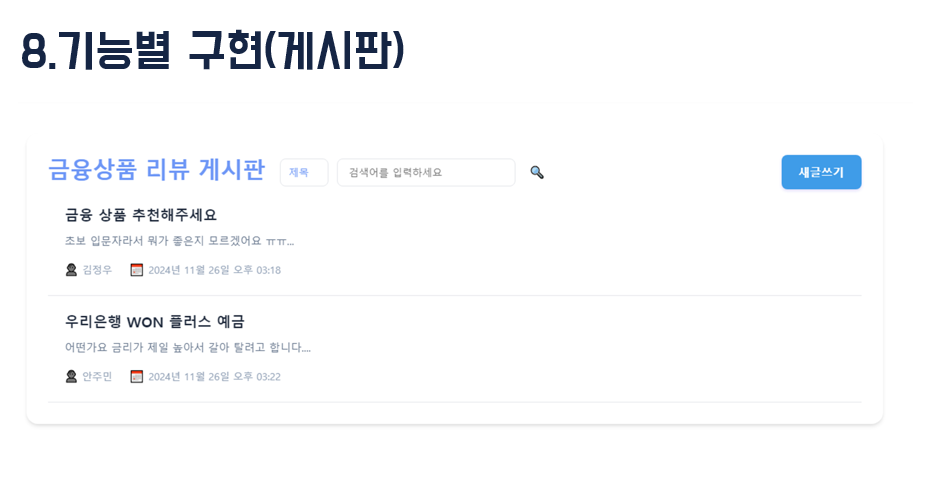 8.기능별 구현(게시판)
금융상품 리뷰 게시판 제목 검색어를 입력하세요 새글쓰기
금융 상품 추천해주세요
초보 입문자라서 뭐가 좋은지 모르겠어요 ㅠㅠ...
김정우 2024년 11월 26일 오후 03:18
우리은행 WON 플러스 예금
어떤가요 금리가 제일 높아서 갈아 탈려고 합니다....
안주민 2024년 11월 26일 오후 03:22